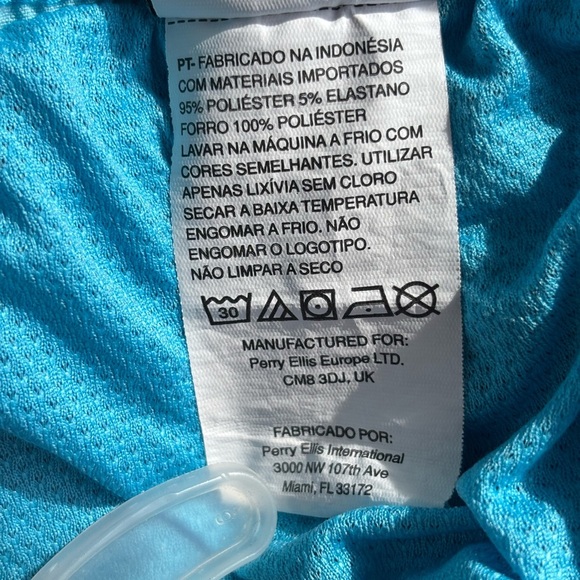 PT- FABRICADO NA INDONÉSIA
COM MATERIAIS IMPORTADOS
95% POLIÉSTER 5% ELASTANO
FORRO 100% POLIÉSTER
LAVAR NA MÁQUINA A FRIO COM
CORES SEMELHANTES. UTILIZAR
APENAS LIXÍVIA SEM CLORO
SECAR A BAIXA TEMPERATURA
ENGOMAR A FRIO. NÃO
ENGOMAR O LOGOTIPO.
NÃO LIMPAR A SECO
30
MANUFACTURED FOR:
Perry Ellis Europe LTD.
CM8 3DJ, UK
FABRICADO POR:
Perry Ellis International
3000 NW 107th Ave
Miami, FL 33172